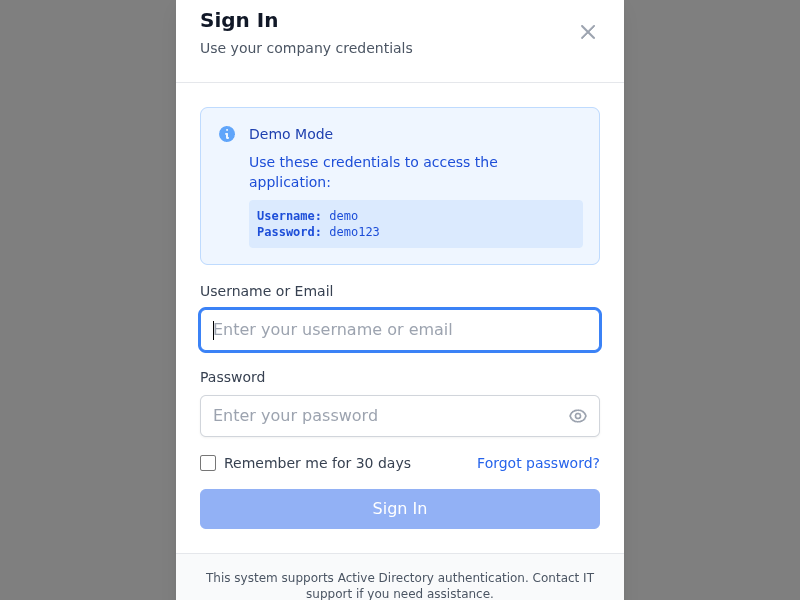 Sign In
Use your company credentials
Demo Mode
Use these credentials to access the
application:
Username: demo
Password: demo123
Username or Email
Enter your username or email
Password
Enter your password
Remember me for 30 days
Forgot password?
Sign In
This system supports Active Directory authentication. Contact IT
support if you need assistance.